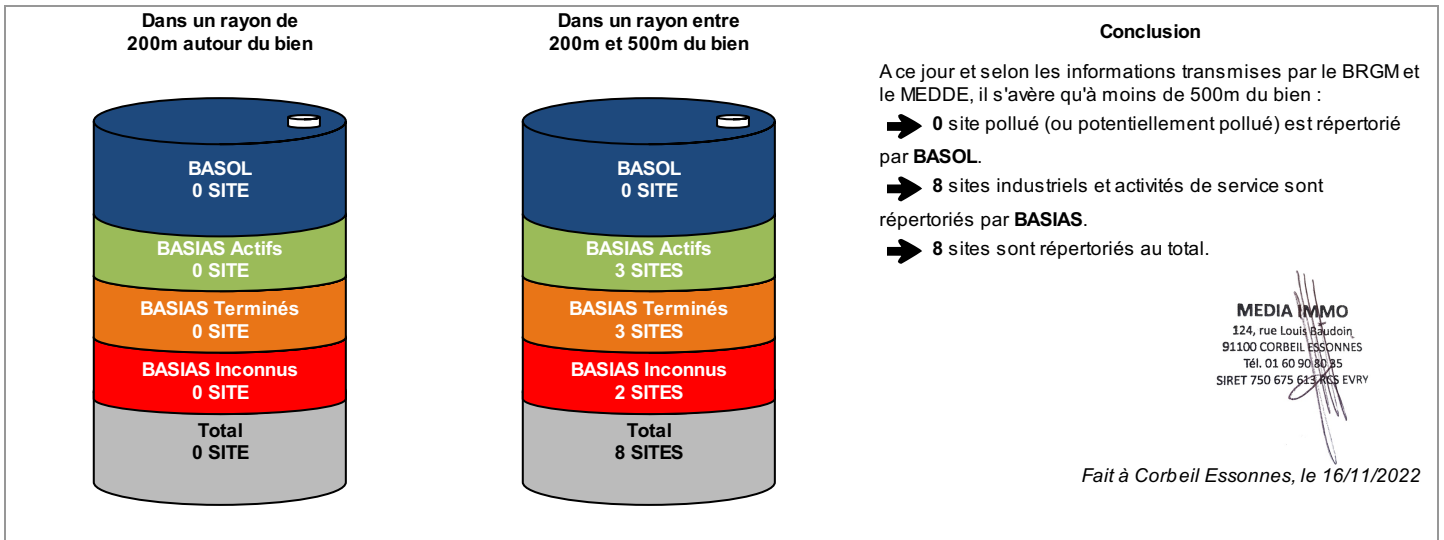 Dans un rayon de
200m autour du bien
BASOL
0 SITE
BASIAS Actifs
0 SITE
BASIAS Terminés
0 SITE
BASIAS Inconnus
0 SITE
Total
0 SITE
Dans un rayon entre
200m et 500m du bien
BASOL
0 SITE
BASIAS Actifs
3 SITES
BASIAS Terminés
3 SITES
BASIAS Inconnus
2 SITES
Total
8 SITES
Conclusion
A ce jour et selon les informations transmises par le BRGM et
le MEDDE, il s'avère qu'à moins de 500m du bien :
0 site pollué (ou potentiellement pollué) est répertorié
par BASOL.
8 sites industriels et activités de service sont
répertoriés par BASIAS.
8 sites sont répertoriés au total.
MEDIA IMMO
124, rue Louis Baudoin
91100 CORBEIL ESSONNES
Tél. 01 60 90 80 85
SIRET 750 675 613 RCS EVRY
Fait à Corbeil Essonnes, le 16/11/2022